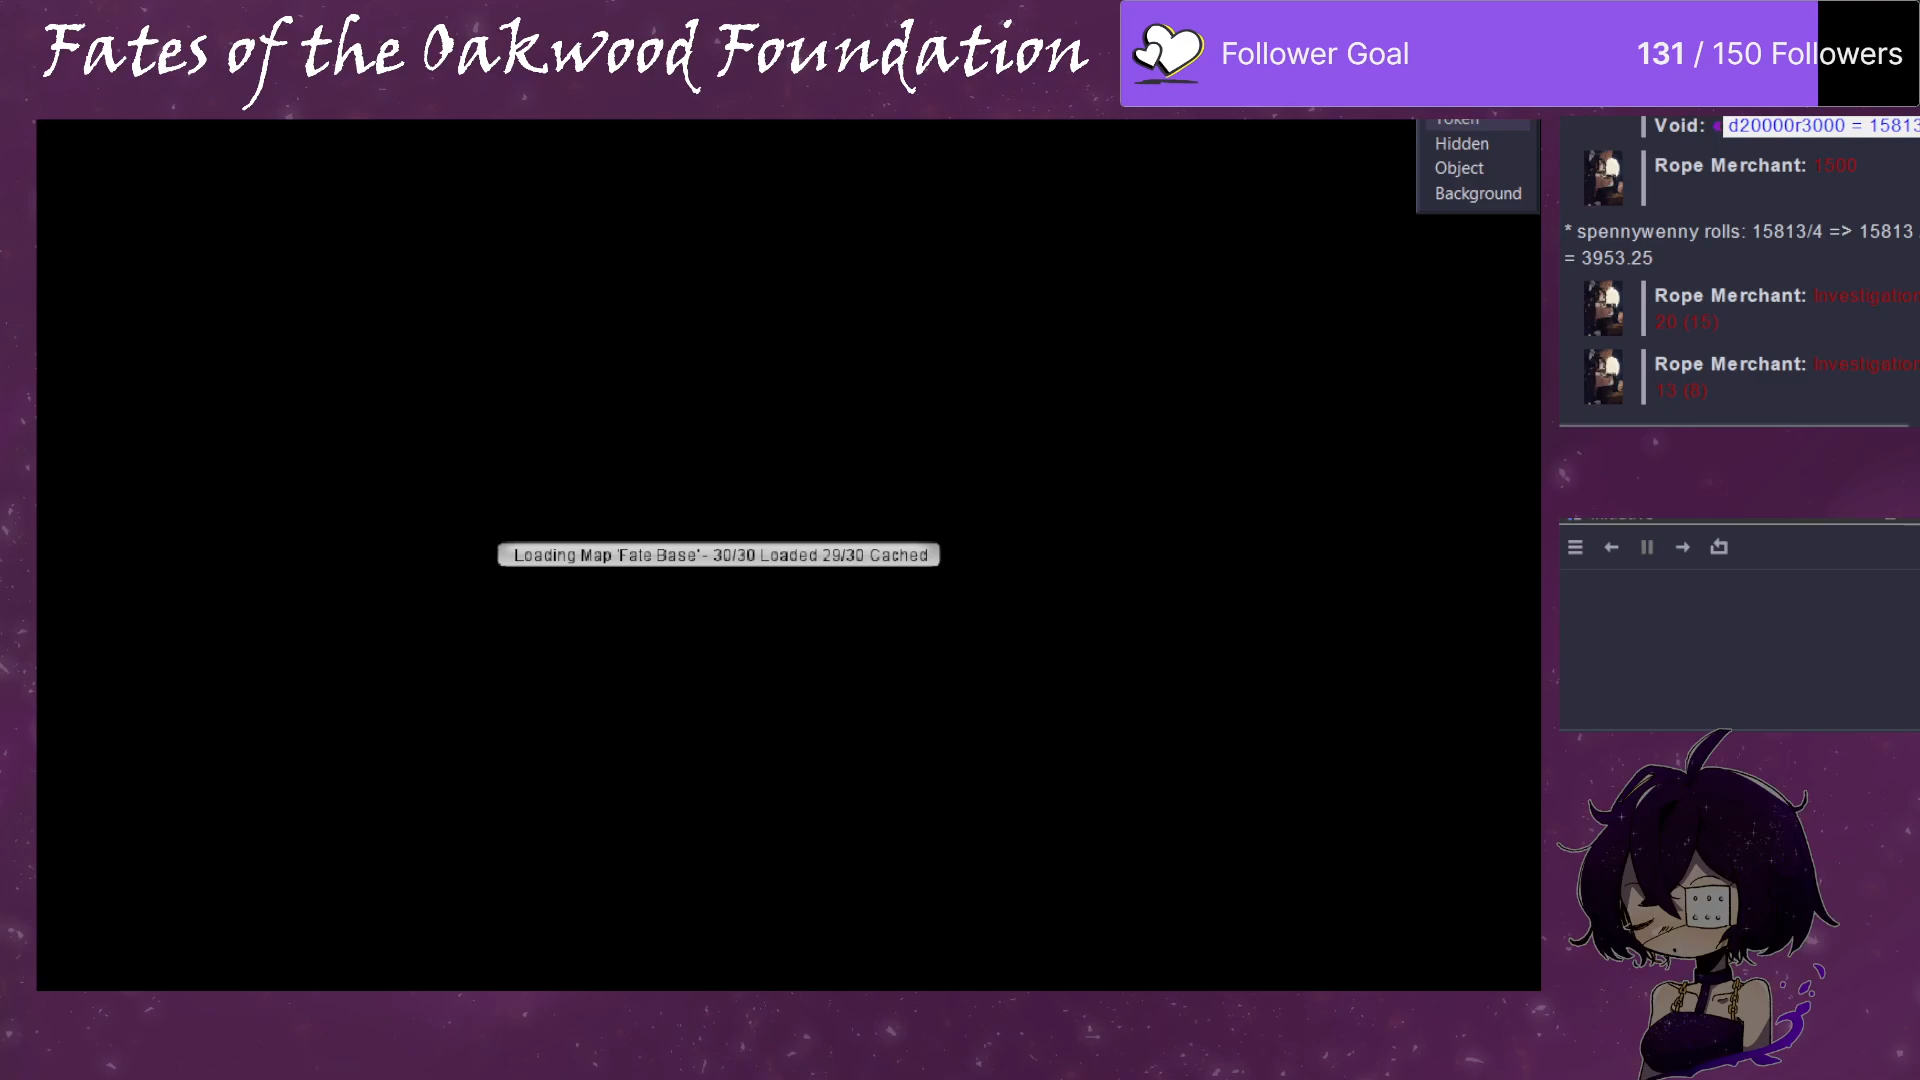 Fates of the Oakwood Foundation
Follower Goal
131 / 150 Followers
Token
Hidden
Object
Background
Void: d20000r3000 = 15813
Rope Merchant: 1500
* spennywenny rolls: 15813/4 => 15813
= 3953.25
Rope Merchant: Investigation
20 (15)
Rope Merchant: Investigation
13 (8)
Loading Map 'Fate Base' - 30/30 Loaded 29/30 Cached